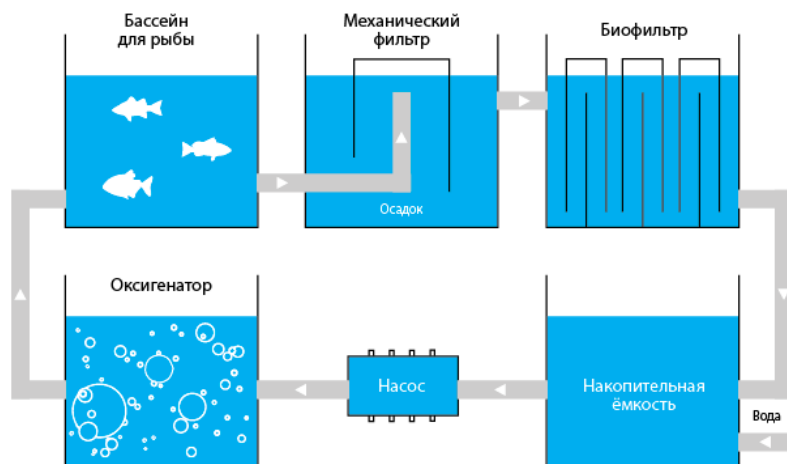 Бассейн
для рыбы
Механический
фильтр
Биофильтр
Осадок
Оксигенатор
Насос
Накопительная
ёмкость
Вода